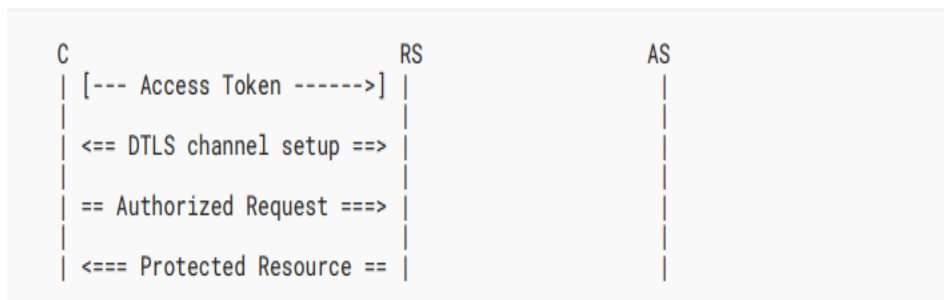 C RS AS
| [--- Access Token ------>] | |
| | |
| <== DTLS channel setup ==> | |
| | |
| == Authorized Request ===> | |
| | |
| <=== Protected Resource == | |